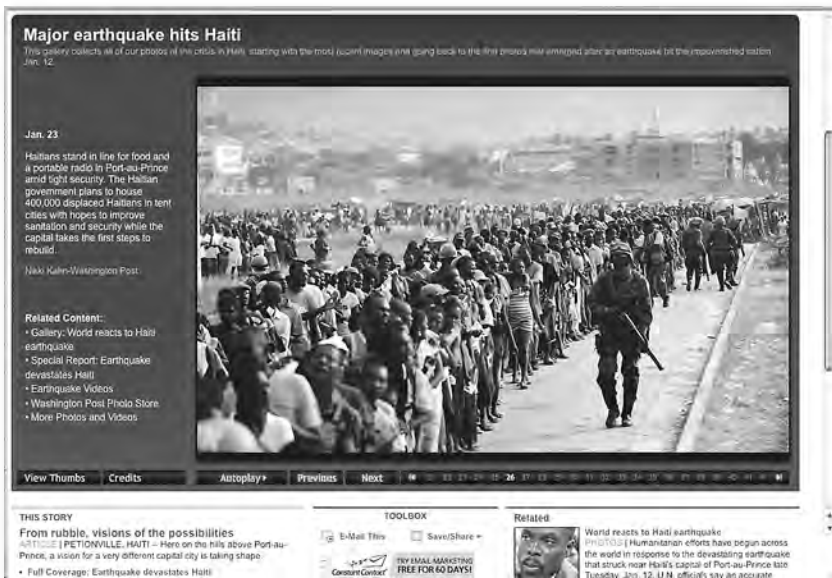 Major earthquake hits Haiti
This gallery collects all of our photos of the crisis in Haiti, starting with the most recent images and going back to the first photos that emerged after an earthquake hit the impoverished nation
Jan. 12.
Jan. 23
Haitians stand in line for food and
a portable radio in Port-au-Prince
amid tight security. The Haitian
government plans to house
400,000 displaced Haitians in tent
cities with hopes to improve
sanitation and security while the
capital takes the first steps to
rebuild.
Nikki Kahn-Washington Post
Related Content:
• Gallery: World reacts to Haiti
earthquake
• Special Report: Earthquake
devastates Haiti
• Earthquake Videos
• Washington Post Photo Store
• More Photos and Videos
View Thumbs Credits Autoplay Previous Next 26
THIS STORY
From rubble, visions of the possibilities
ARTICLE | PETIONVILLE, HAITI -- Here on the hills above Port-au-
Prince, a vision for a very different capital city is taking shape.
• Full Coverage: Earthquake devastates Haiti
TOOLBOX
E-Mail This Save/Share +
Constant Contact TRY EMAIL MARKETING
FREE FOR 60 DAYS!
Related
World reacts to Haiti earthquake
PHOTOS | Humanitarian efforts have begun across
the world in response to the devastating earthquake
that struck near Haiti's capital of Port-au-Prince late
Tuesday, Jan. 12. U.N. officials say an accurate